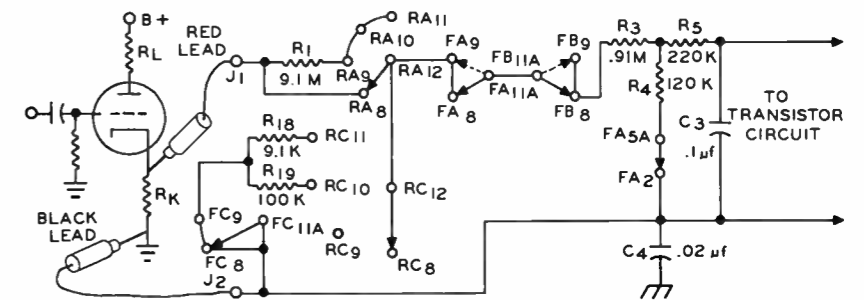 B+
RL
RED
LEAD
J1
R1
9.1 M
RA11
RA10
RA9
RA8
RA12
FA9
FA8
FA11A
FB11A
FB9
FB8
R3
.91M
R5
220K
R4
120 K
FA5A
FA2
C3
.1 µf
TO
TRANSISTOR
CIRCUIT
R18
9.1 K
RC11
R19
100 K
RC10
RC12
RC9
RC8
FC9
FC11A
FC8
RK
BLACK
LEAD
J2
C4
.02 µf